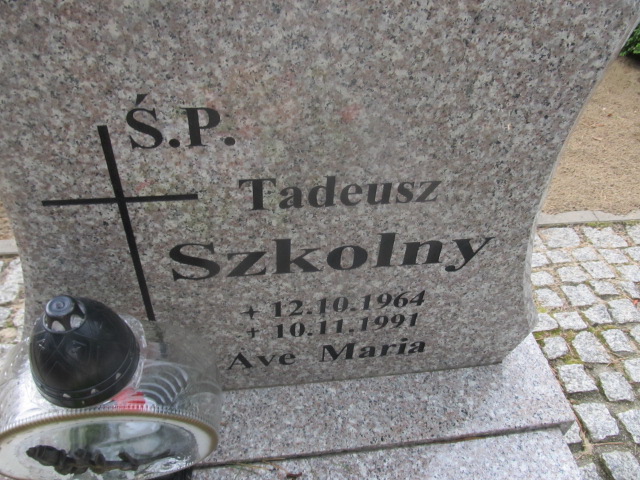 Ś.P.
Tadeusz
Szkolny
+ 12.10.1964
+ 10.11.1991
Ave Maria